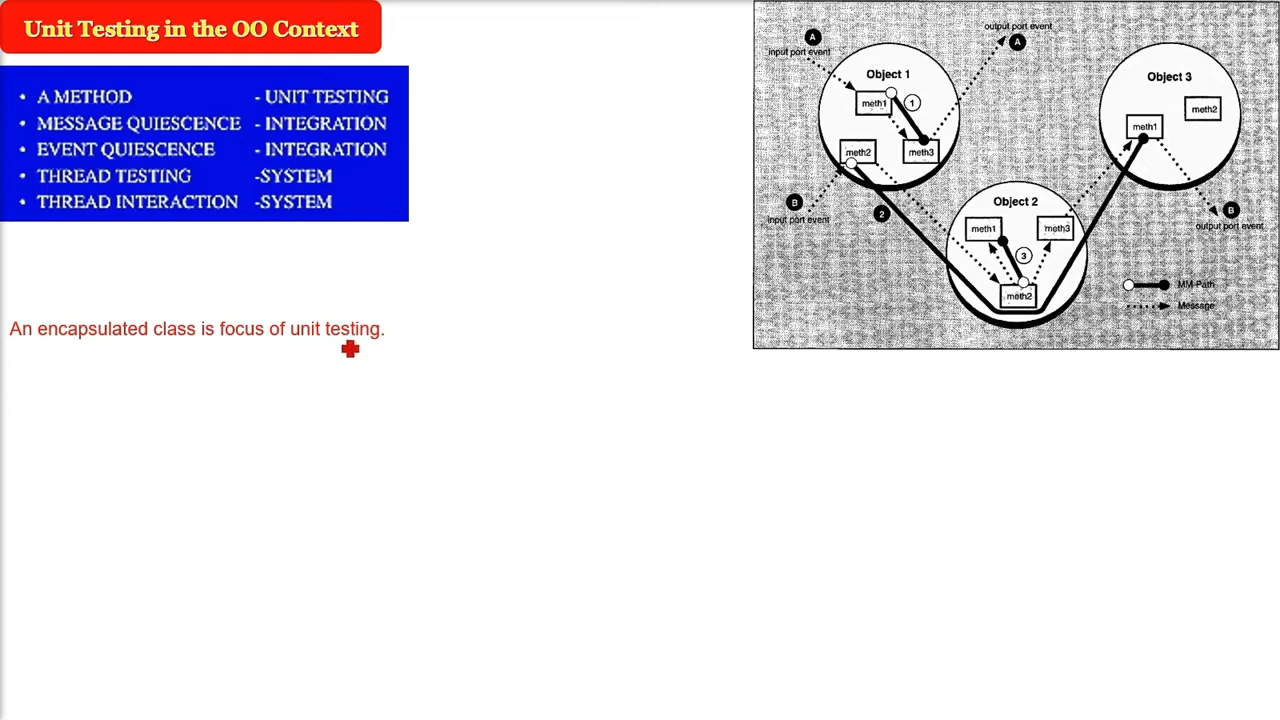 Unit Testing in the OO Context
• A METHOD - UNIT TESTING
• MESSAGE QUIESCENCE - INTEGRATION
• EVENT QUIESCENCE - INTEGRATION
• THREAD TESTING -SYSTEM
• THREAD INTERACTION -SYSTEM
An encapsulated class is focus of unit testing.
output port event
A
A
input port event
Object 1
meth1
1
meth2
meth3
B
input port event
2
Object 3
meth2
meth1
B
output port event
Object 2
meth1
meth3
3
meth2
MM-Path
Message